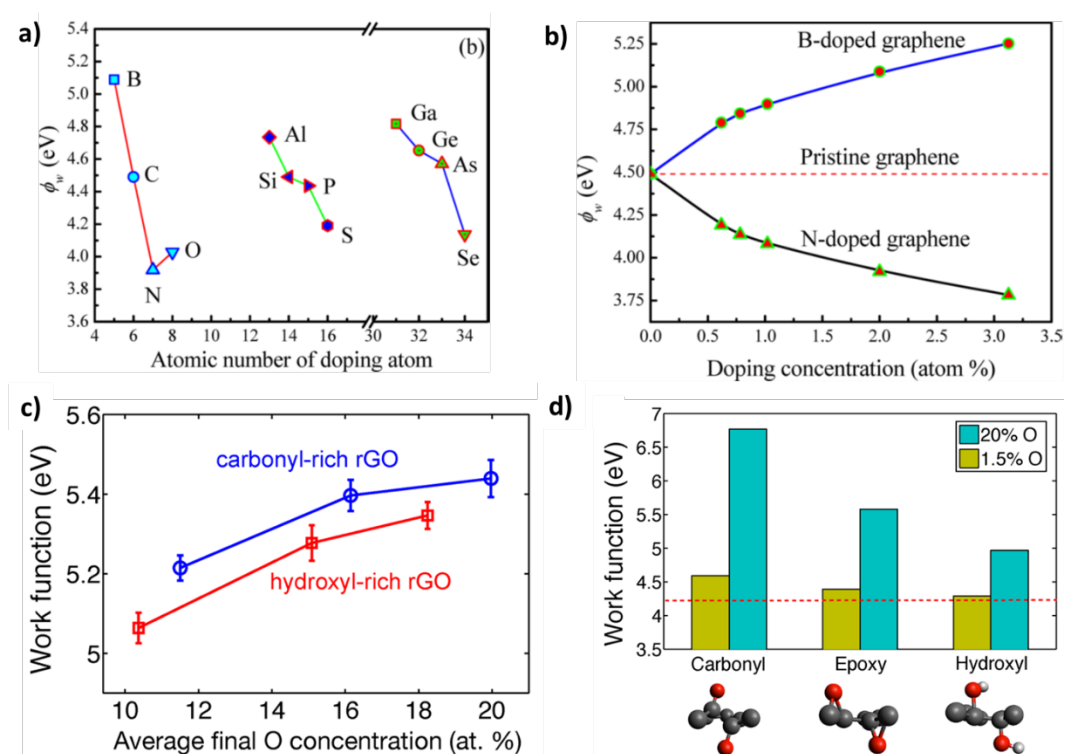 a)
(b)
5.2
5.0
4.8
4.6
4.4
4.2
4.0
3.8
3.6
ϕw (eV)
B
C
N
O
Al
Si
P
S
Ga
Ge
As
Se
4 6 8 10 12 14 16 30 32 34
Atomic number of doping atom
b)
5.25
5.00
4.75
4.50
4.25
4.00
3.75
ϕw (eV)
B-doped graphene
Pristine graphene
N-doped graphene
0.0 0.5 1.0 1.5 2.0 2.5 3.0 3.5
Doping concentration (atom %)
c)
5.6
5.4
5.2
5
Work function (eV)
carbonyl-rich rGO
hydroxyl-rich rGO
10 12 14 16 18 20
Average final O concentration (at. %)
d)
7
6.5
6
5.5
5
4.5
4
3.5
Work function (eV)
20% O
1.5% O
Carbonyl Epoxy Hydroxyl